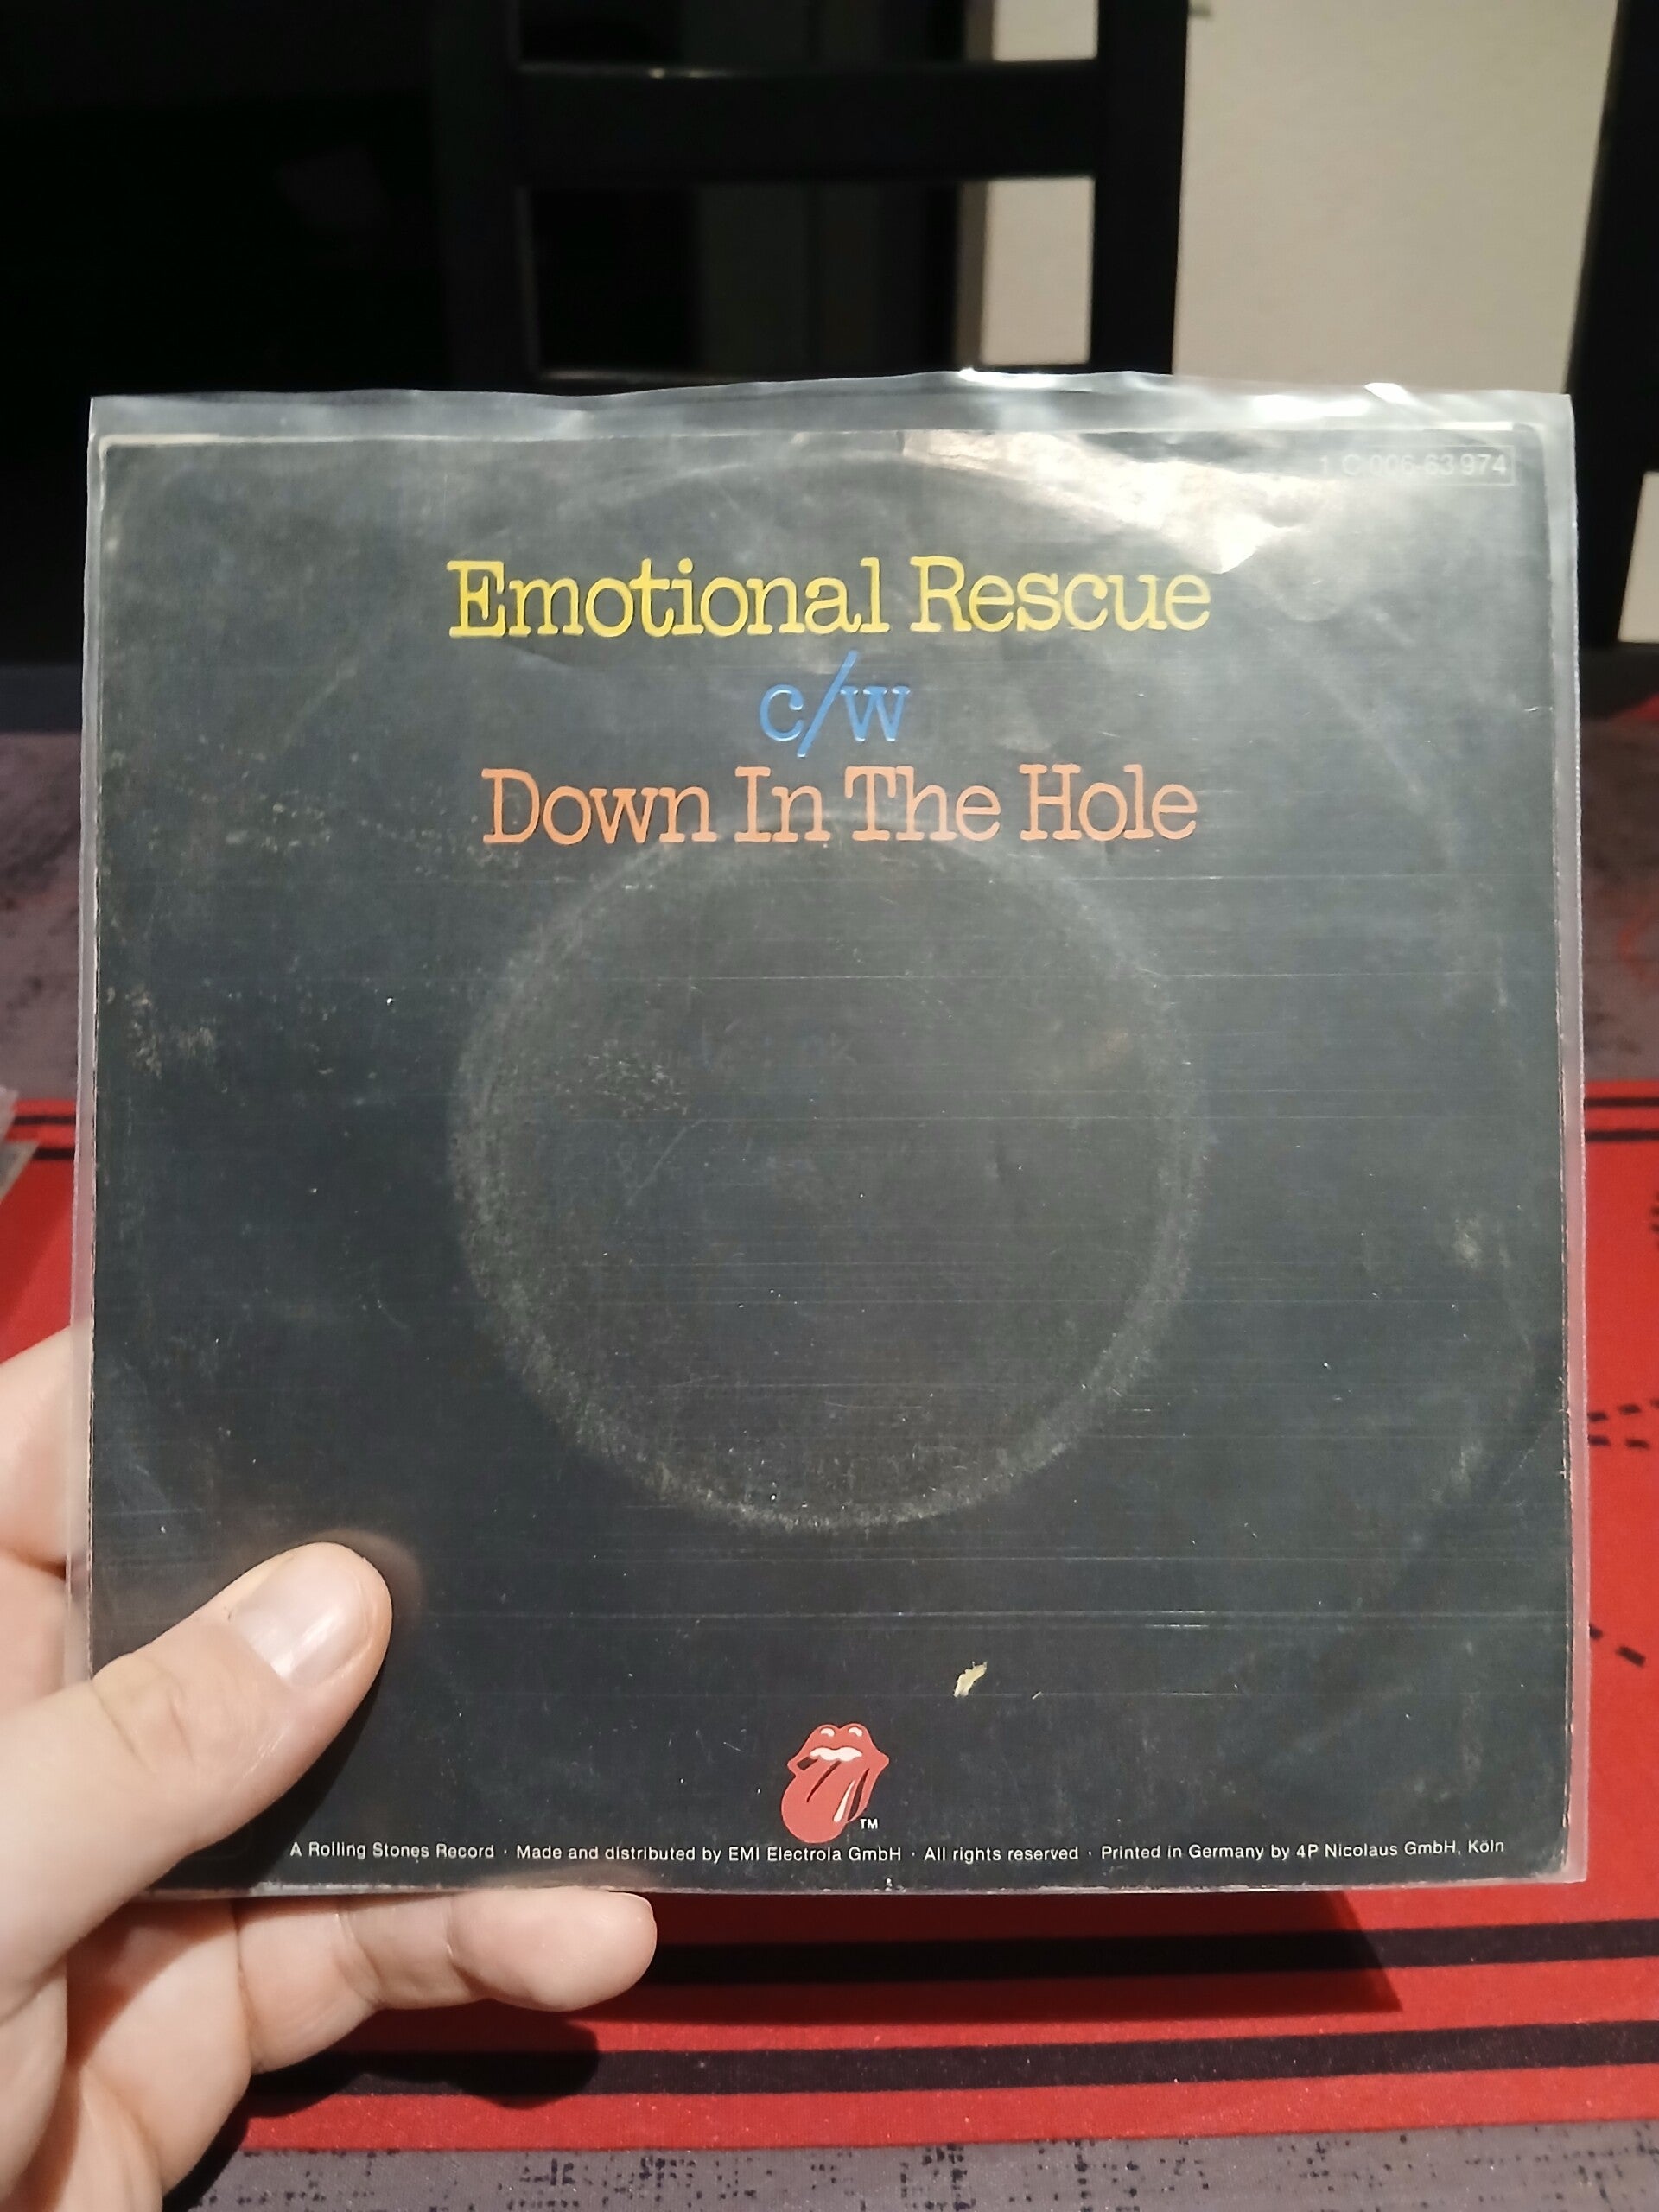 1 C 006-63 974
Emotional Rescue
c/w
Down In The Hole
TM
A Rolling Stones Record · Made and distributed by EMI Electrola GmbH · All rights reserved · Printed in Germany by 4P Nicolaus GmbH, Köln